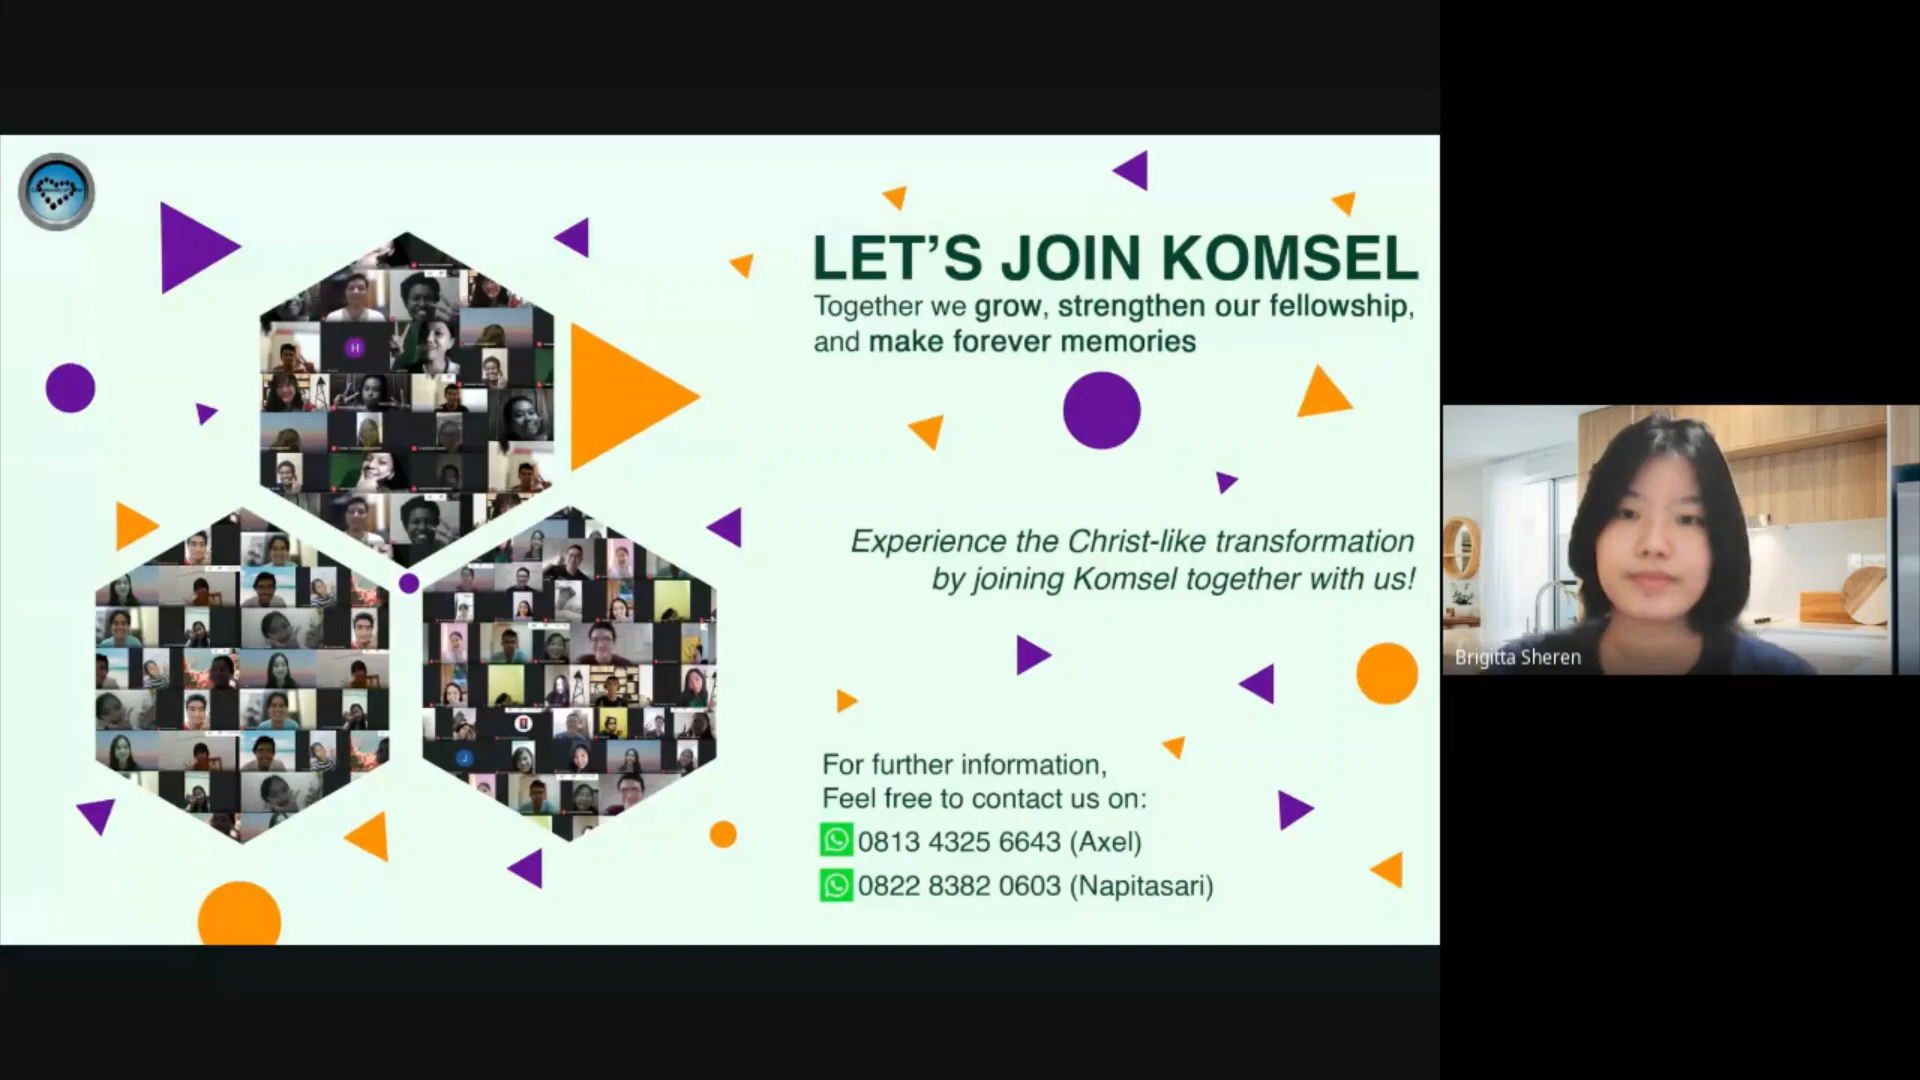 LET'S JOIN KOMSEL
Together we grow, strengthen our fellowship,
and make forever memories
Experience the Christ-like transformation
by joining Komsel together with us!
For further information,
Feel free to contact us on:
0813 4325 6643 (Axel)
0822 8382 0603 (Napitasari)
H
J
Brigitta Sheren